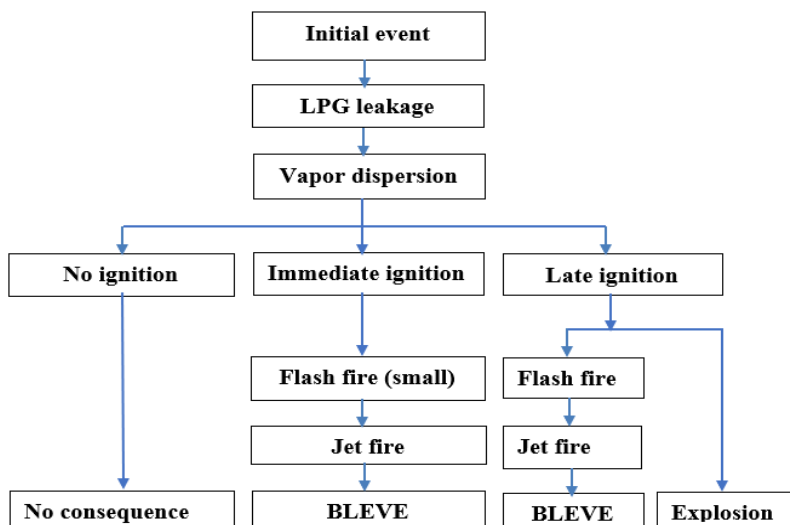 Initial event
LPG leakage
Vapor dispersion
No ignition
Immediate ignition
Late ignition
Flash fire (small)
Flash fire
Jet fire
Jet fire
No consequence
BLEVE
BLEVE
Explosion